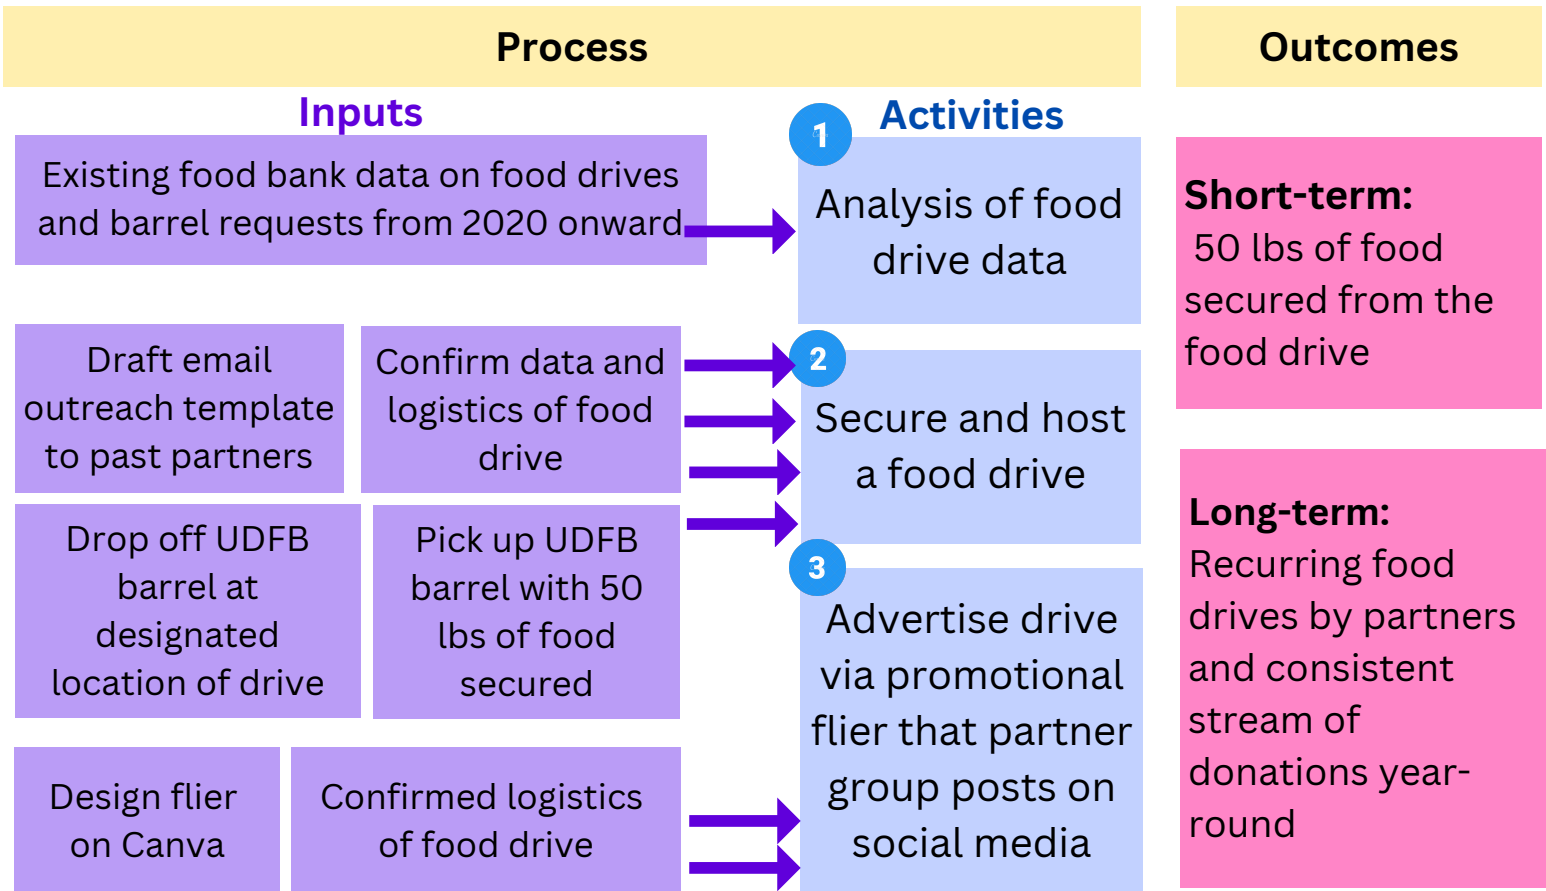 Process
Outcomes
Inputs
Activities
Existing food bank data on food drives
and barrel requests from 2020 onward
1
Analysis of food
drive data
Draft email
outreach template
to past partners
Confirm data and
logistics of food
drive
Drop off UDFB
barrel at
designated
location of drive
Pick up UDFB
barrel with 50
lbs of food
secured
2
Secure and host
a food drive
Design flier
on Canva
Confirmed logistics
of food drive
3
Advertise drive
via promotional
flier that partner
group posts on
social media
Short-term:
50 lbs of food
secured from the
food drive
Long-term:
Recurring food
drives by partners
and consistent
stream of
donations year-
round